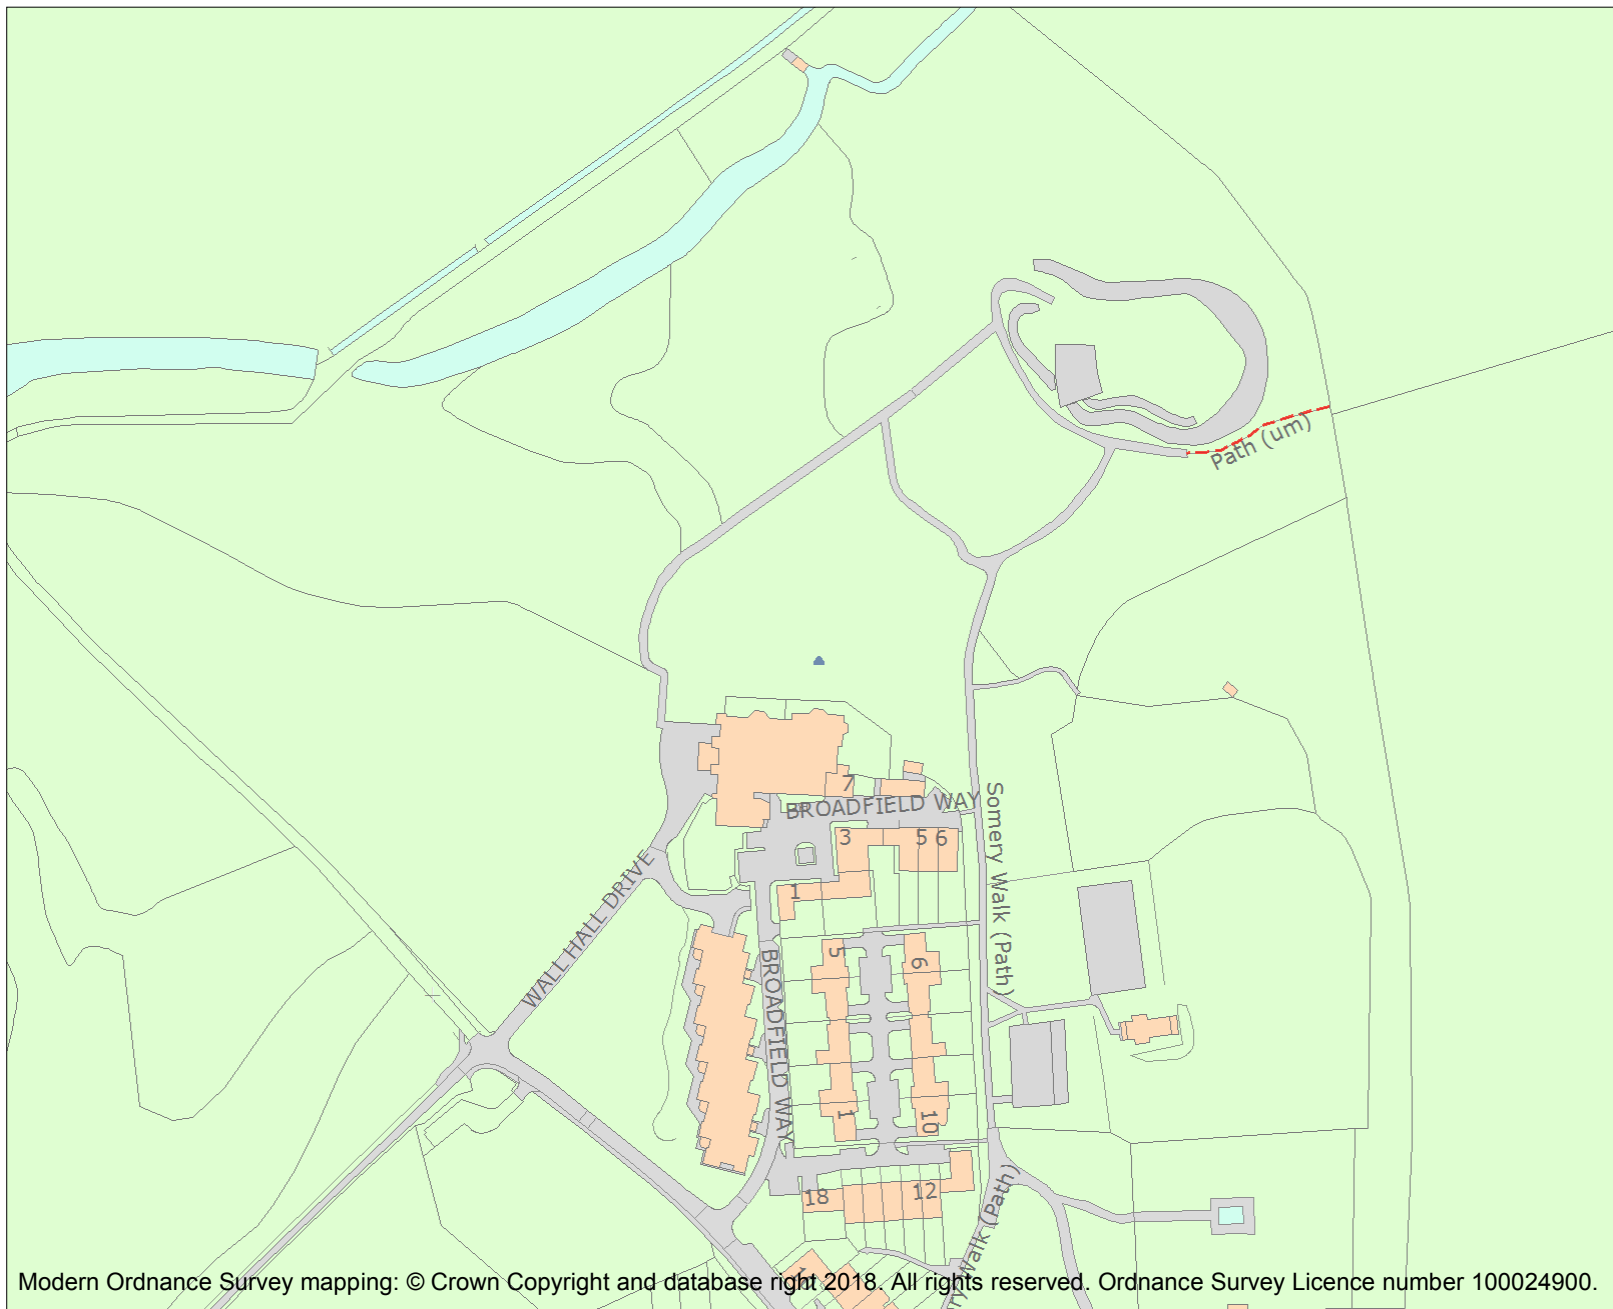 Path (um)
7
BROADFIELD WAY
3
5 6
Somery Walk (Path)
WALL HALL DRIVE
1
5
6
BROADFIELD WAY
1
10
18
12
Walk (Path)
Modern Ordnance Survey mapping: © Crown Copyright and database right 2018. All rights reserved. Ordnance Survey Licence number 100024900.